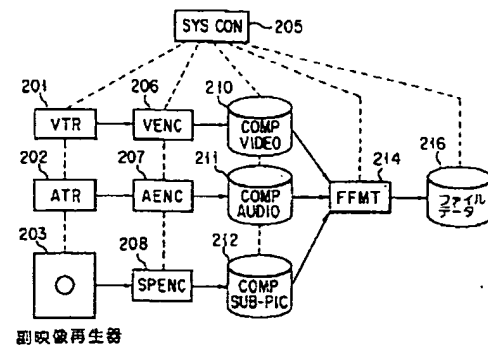 SYS CON
205
201
206
210
VTR
VENC
COMP
VIDEO
202
207
211
214
216
ATR
AENC
COMP
AUDIO
FFMT
ファイル
データ
203
208
212
SPENC
COMP
SUB-PIC
副映像再生器